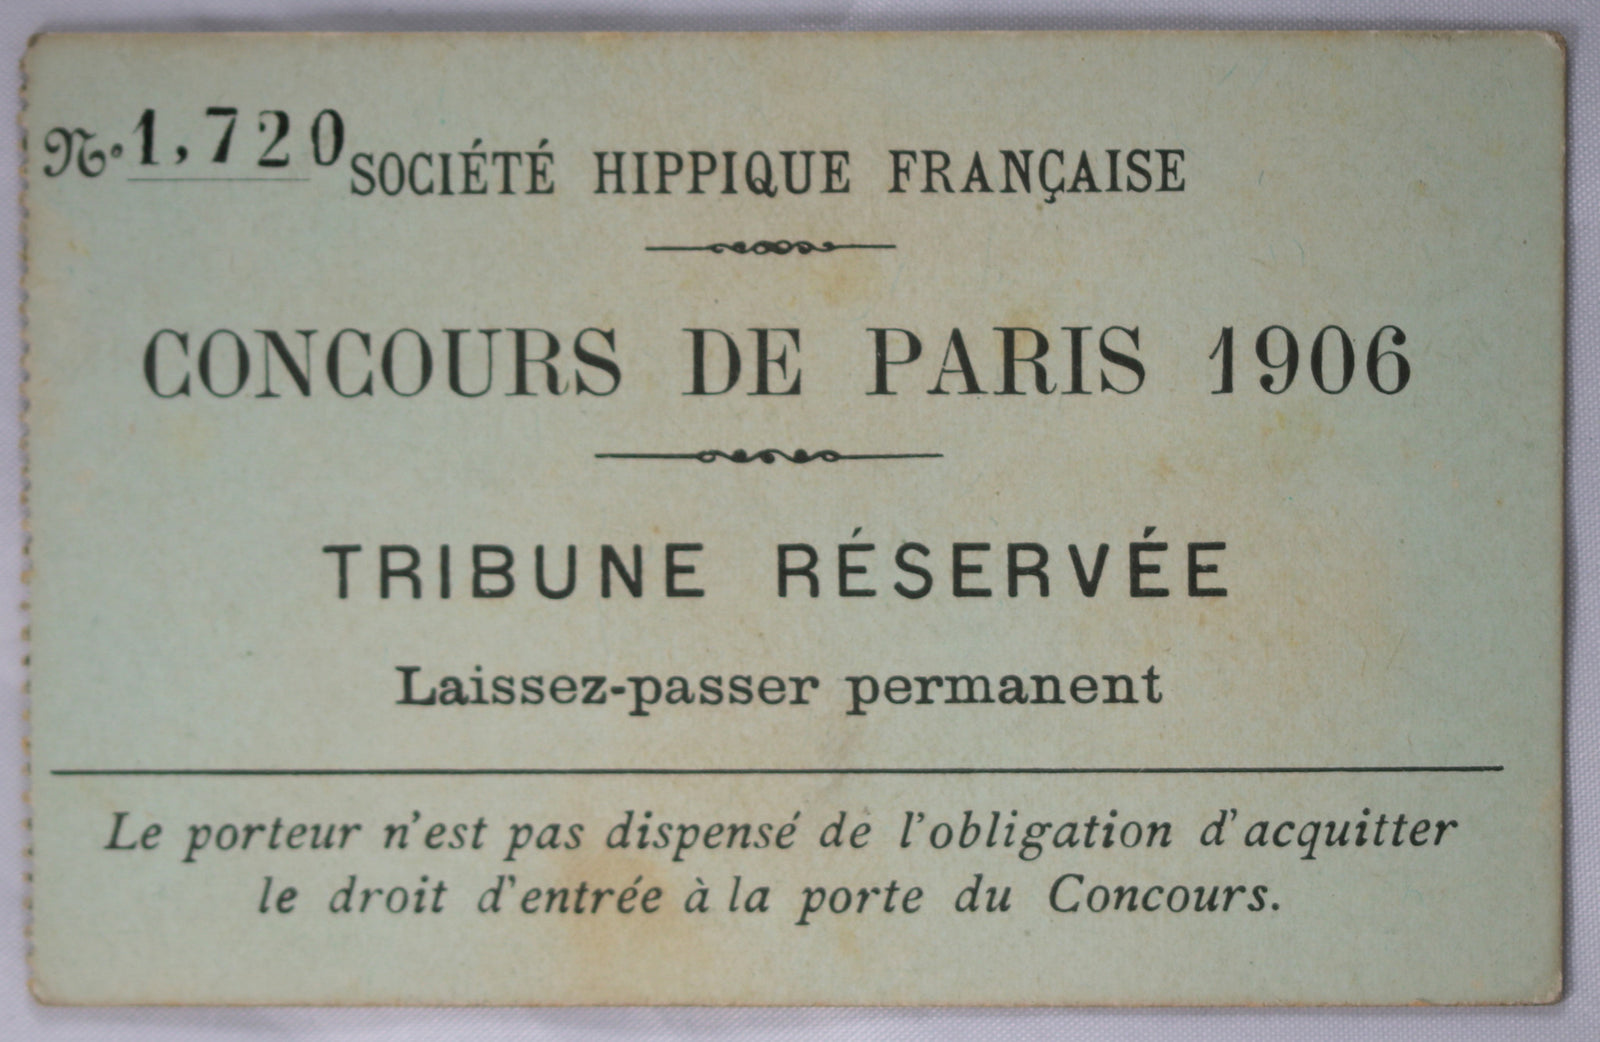 N.º 1,720 SOCIÉTÉ HIPPIQUE FRANÇAISE
CONCOURS DE PARIS 1906
TRIBUNE RÉSERVÉE
Laissez-passer permanent
Le porteur n'est pas dispensé de l'obligation d'acquitter
le droit d'entrée à la porte du Concours.